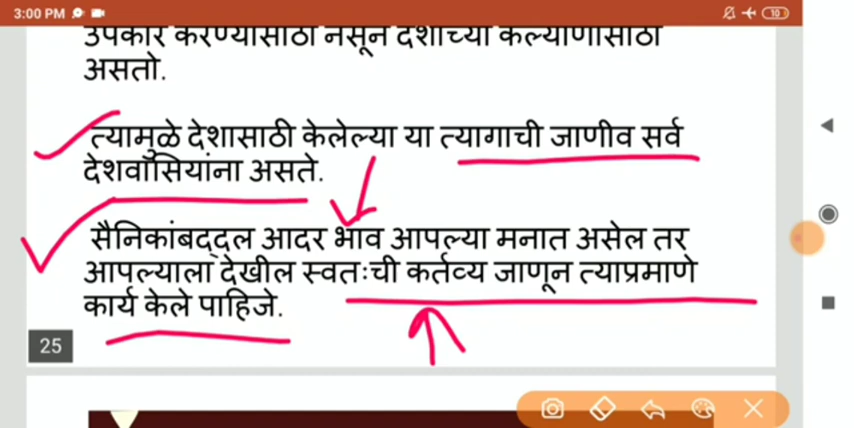 3:00 PM
10
उपकार करण्यासाठी नसून देशाच्या कल्याणासाठी
असतो.
त्यामुळे देशासाठी केलेल्या या त्यागाची जाणीव सर्व
देशवासियांना असते.
सैनिकांबद्दल आदर भाव आपल्या मनात असेल तर
आपल्याला देखील स्वतःची कर्तव्य जाणून त्याप्रमाणे
कार्य केले पाहिजे.
25